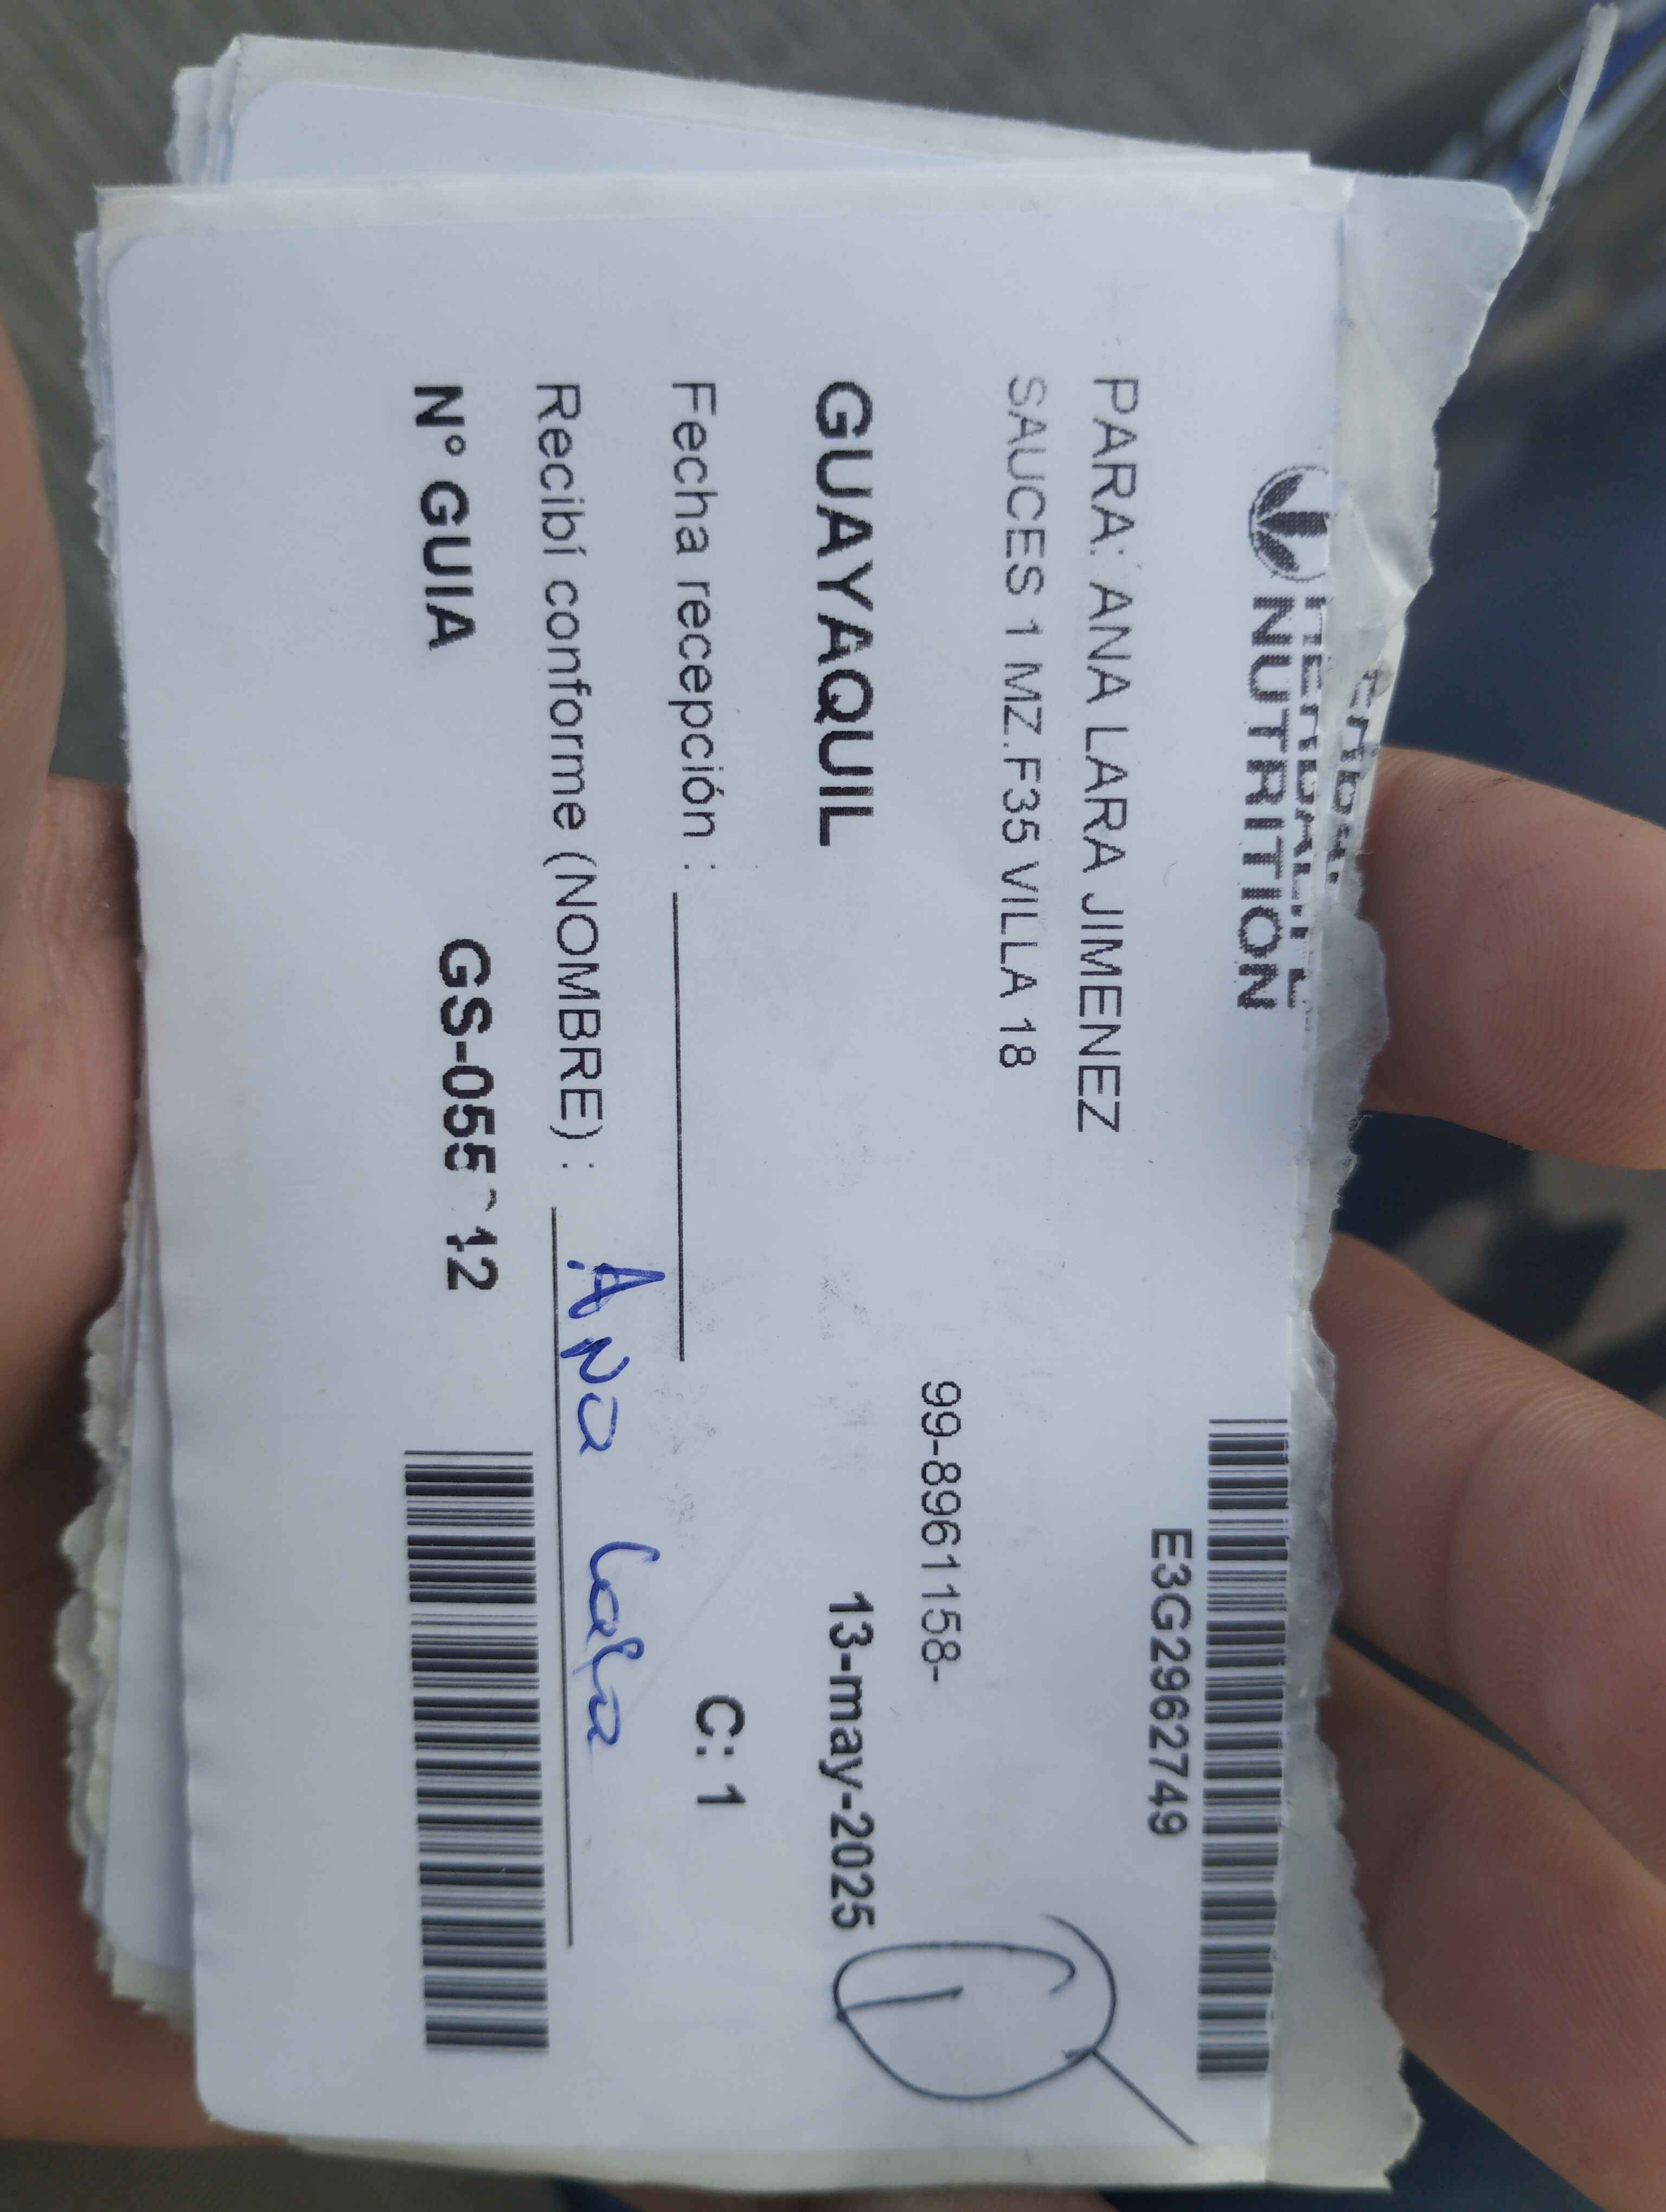 NUTRITION
E3G2962749
PARA: ANA LARA JIMENEZ
SAUCES 1 MZ.F35 VILLA 18
99-8961158-
GUAYAQUIL 13-may-2025
Fecha recepción : C: 1
Recibí conforme (NOMBRE) : Ana Lara
N° GUIA